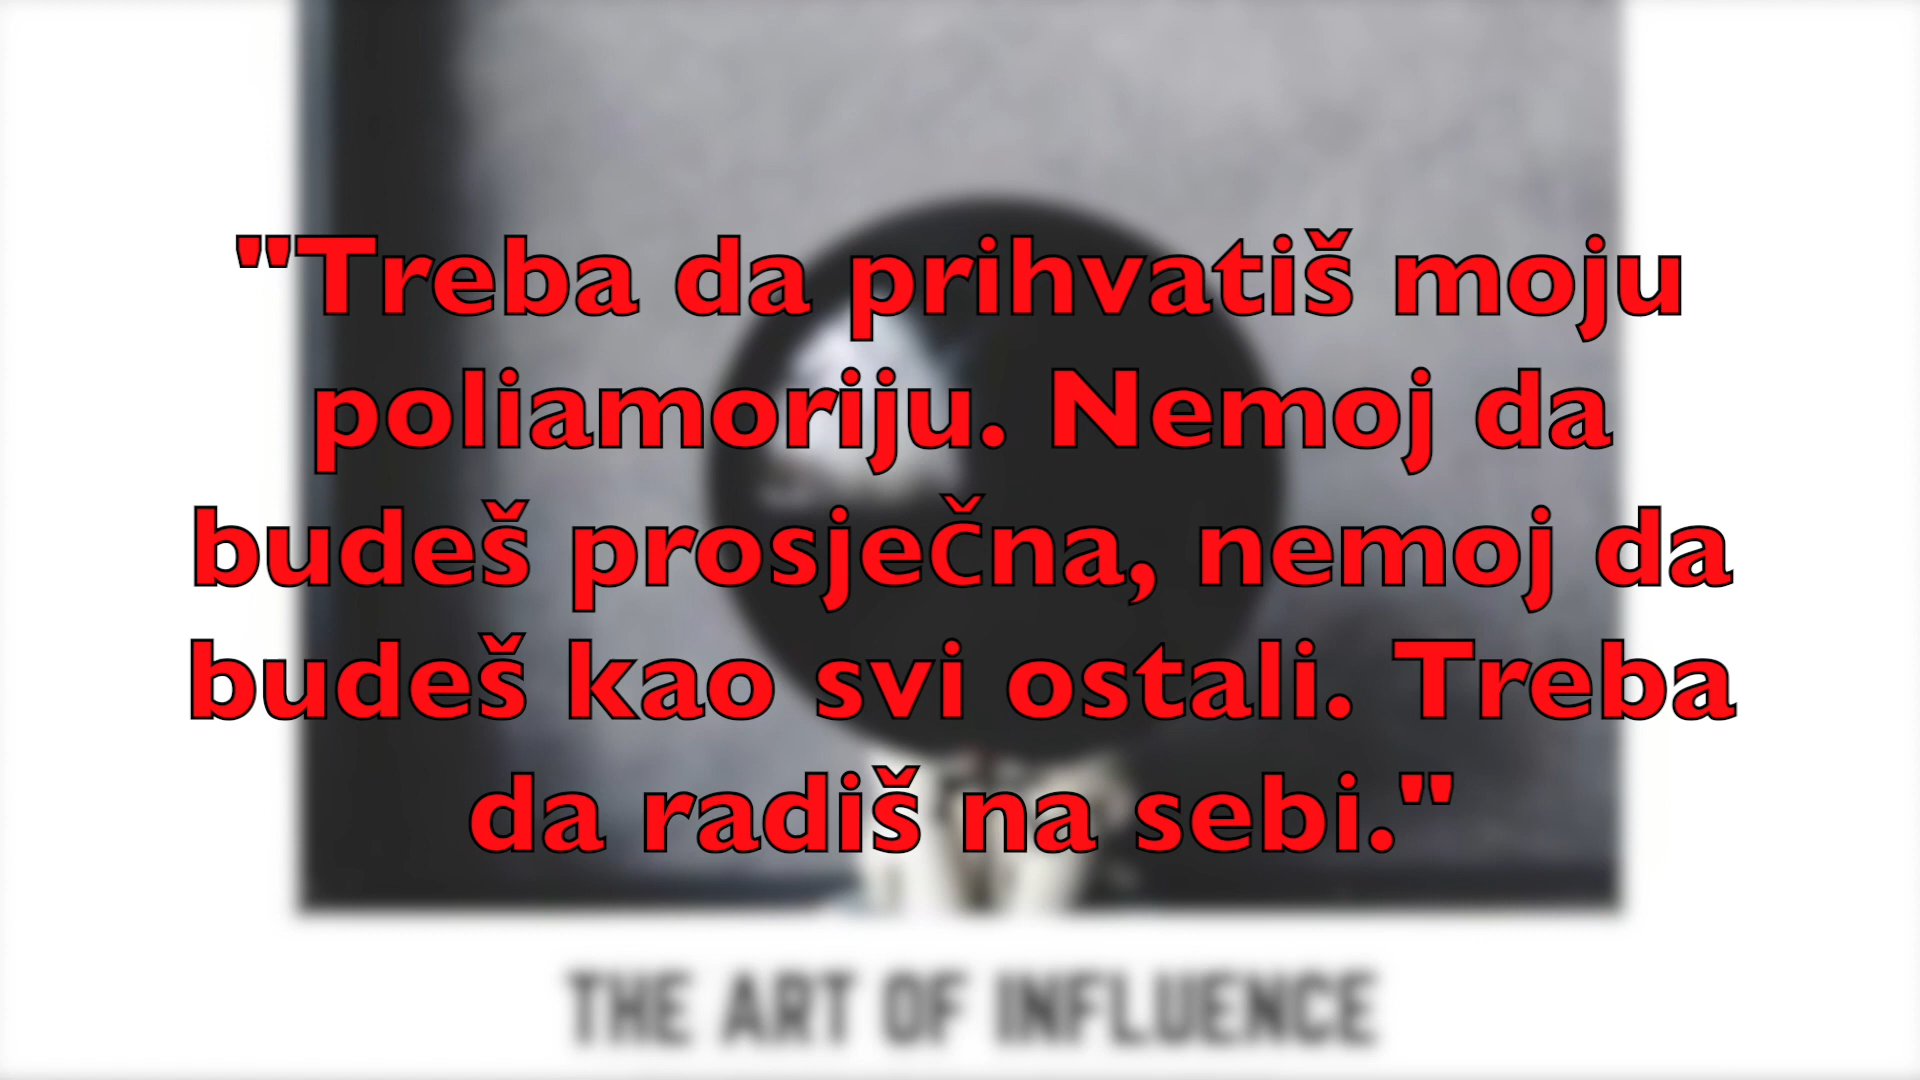 "Treba da prihvatiš moju
poliamoriju. Nemoj da
budeš prosječna, nemoj da
budeš kao svi ostali. Treba
da radiš na sebi."
THE ART OF INFLUENCE